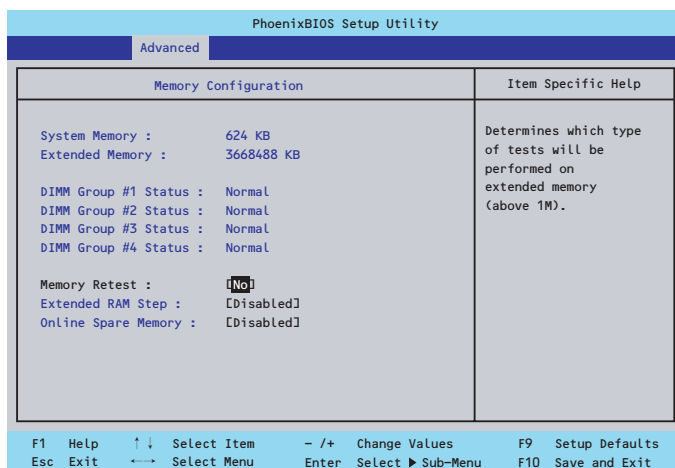 PhoenixBIOS Setup Utility
Advanced
Memory Configuration
Item Specific Help
System Memory : 624 KB
Extended Memory : 3668488 KB
DIMM Group #1 Status : Normal
DIMM Group #2 Status : Normal
DIMM Group #3 Status : Normal
DIMM Group #4 Status : Normal
Memory Retest : [No]
Extended RAM Step : [Disabled]
Online Spare Memory : [Disabled]
Determines which type
of tests will be
performed on
extended memory
(above 1M).
F1 Help ↑↓ Select Item – /+ Change Values F9 Setup Defaults
Esc Exit ←→ Select Menu Enter Select ▶ Sub-Menu F10 Save and Exit